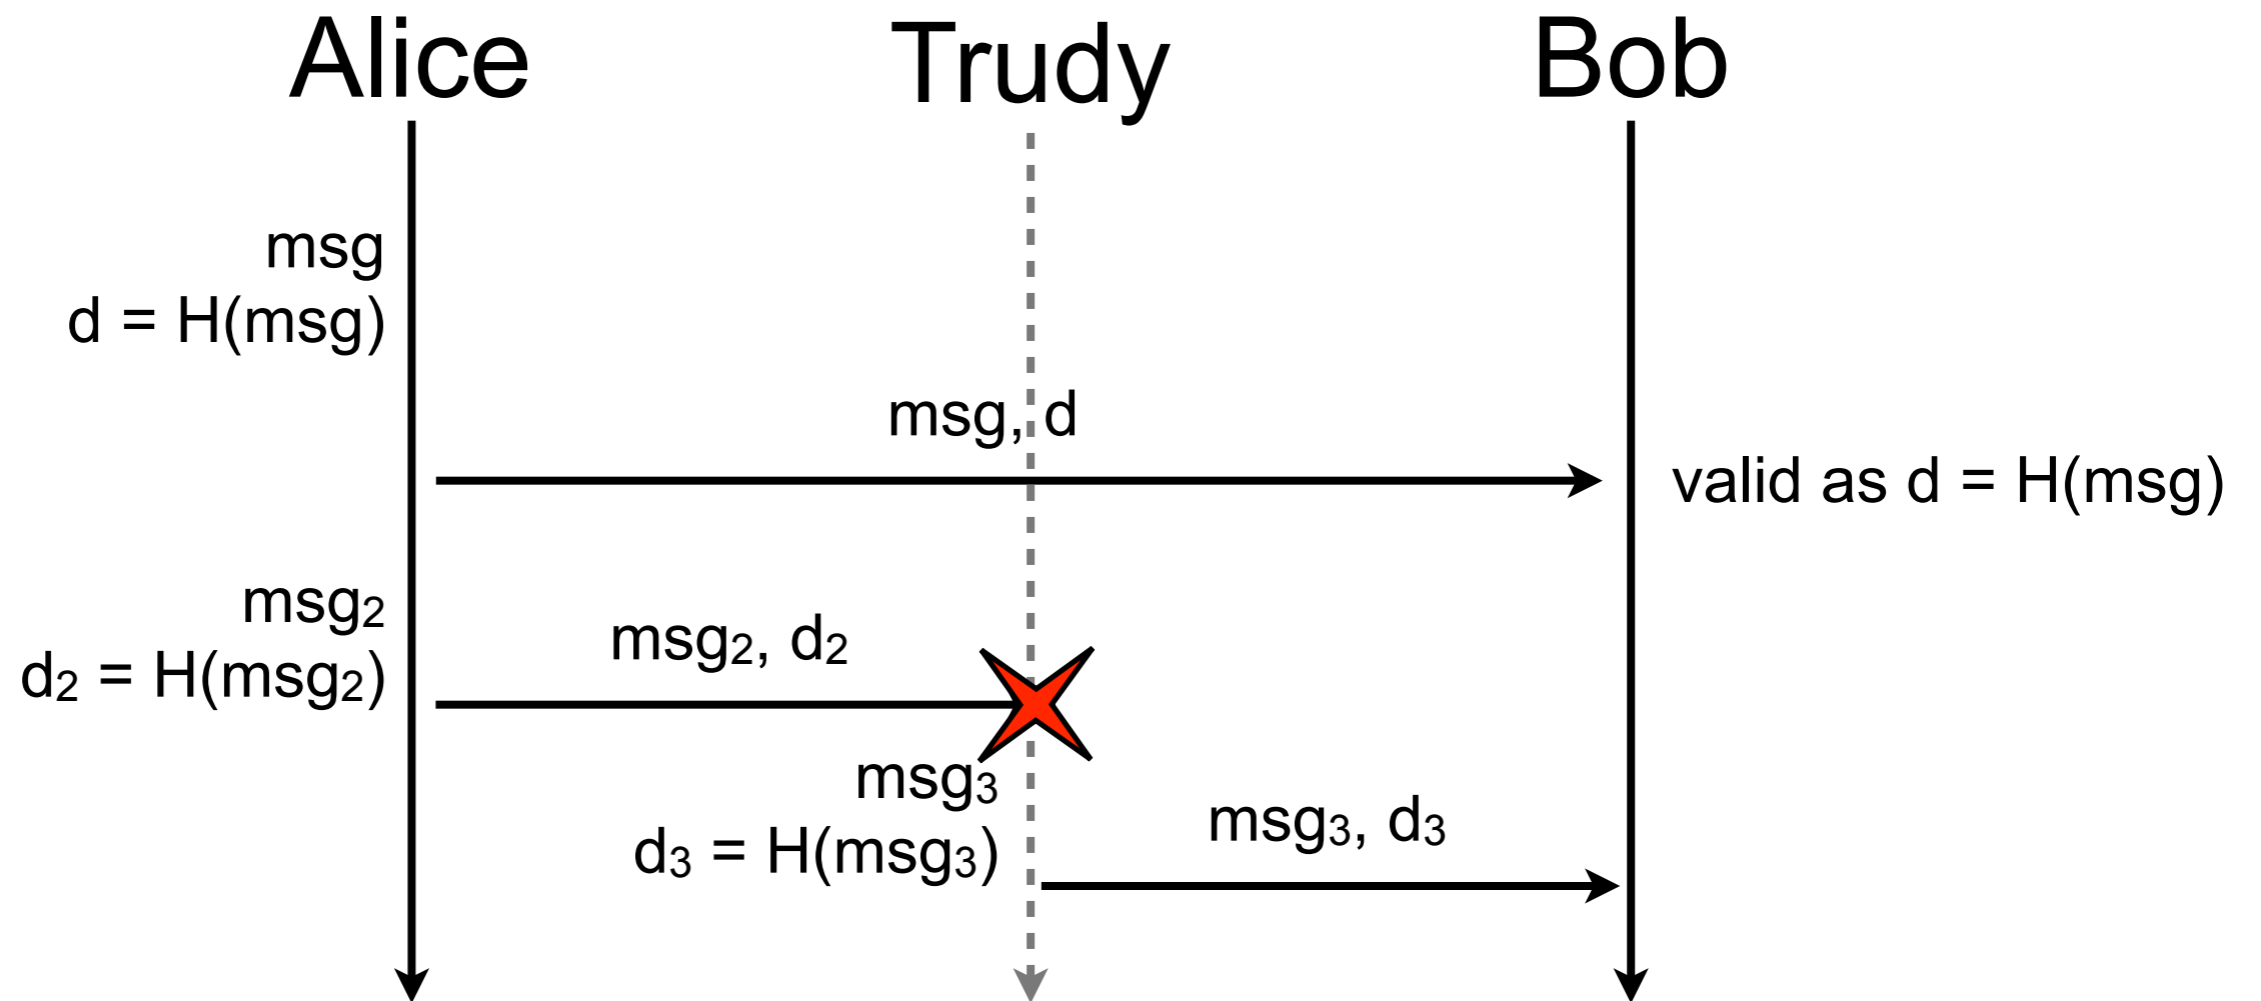 Alice
Trudy
Bob
msg
d = H(msg)
msg, d
valid as d = H(msg)
msg₂
d₂ = H(msg₂)
msg₂, d₂
msg₃
d₃ = H(msg₃)
msg₃, d₃